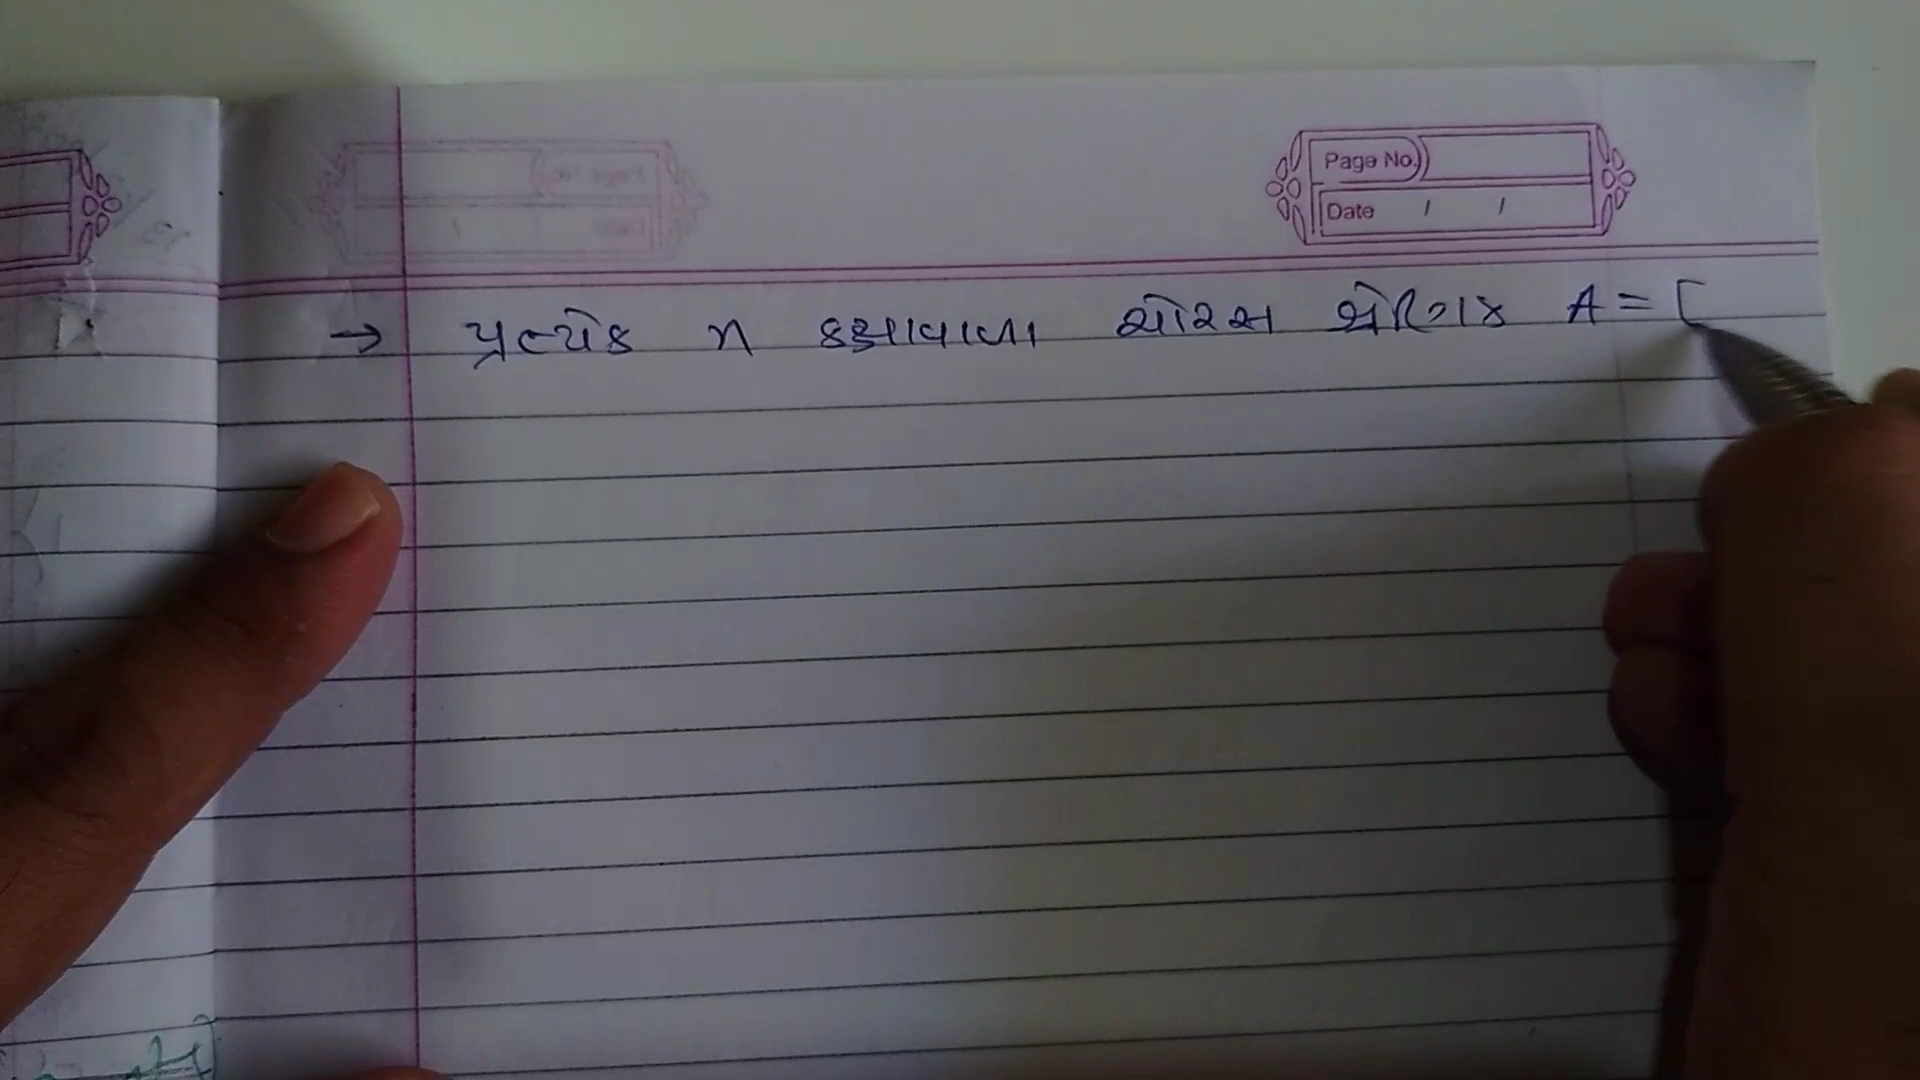 Page No.
Date / /
→ પ્રત્યેક n કક્ષાવાળા ચોરસ શ્રેણિક A = [